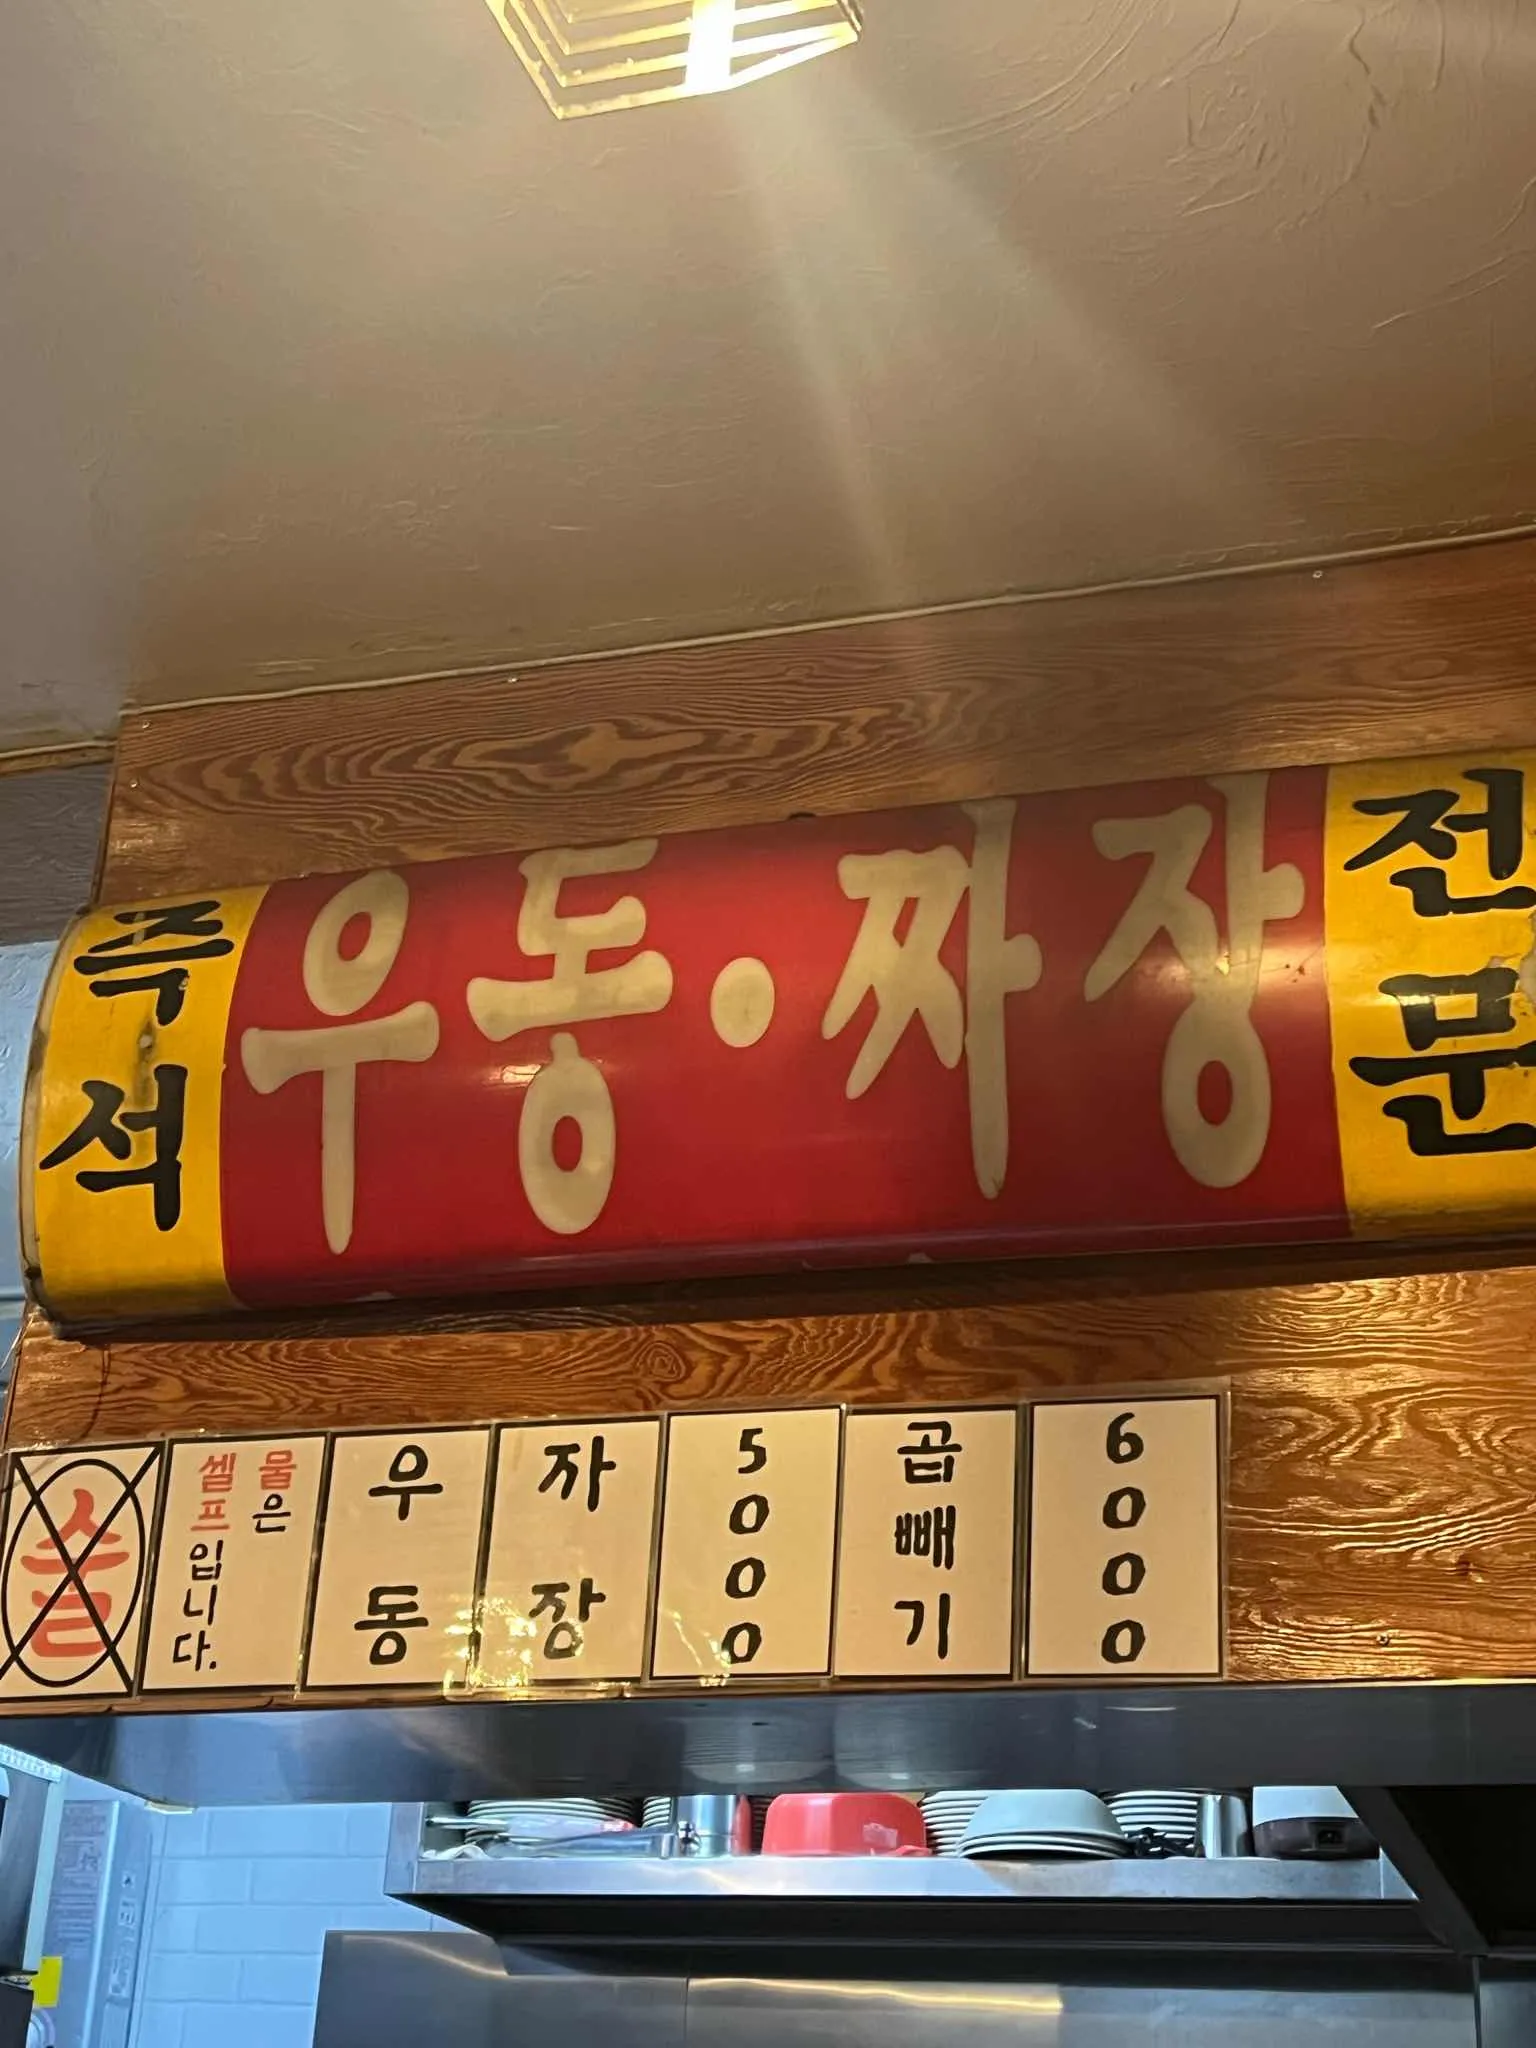 즉석
우동·짜장
전문
술
물은
셀프입니다.
우동
자장
5000
곱빼기
6000